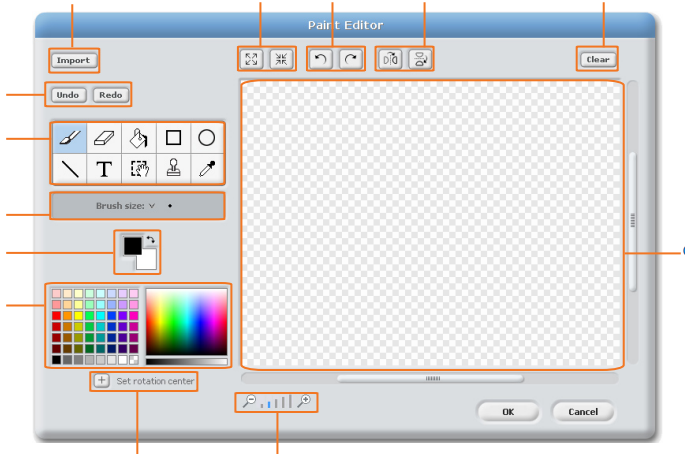 Paint Editor
Import
Clear
Undo Redo
T
Brush size:
Set rotation center
OK Cancel